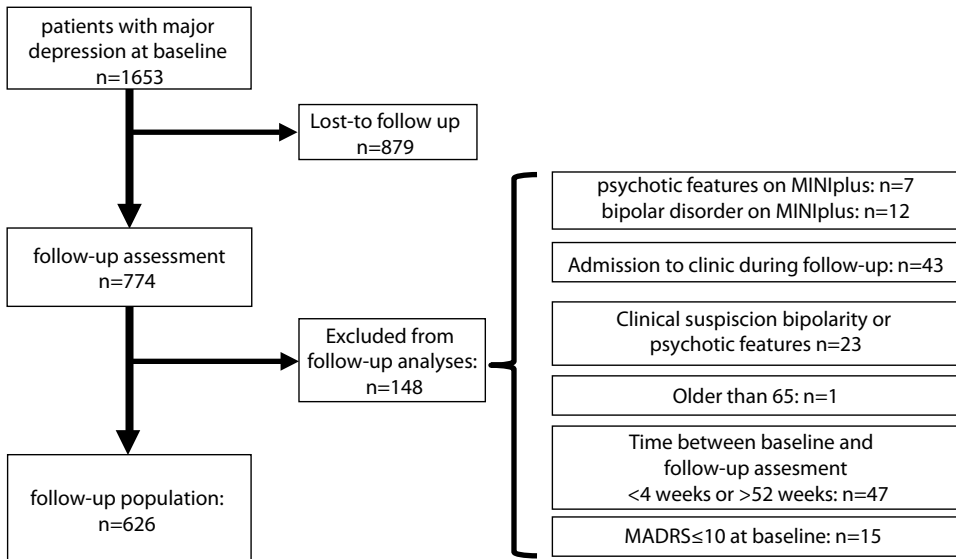 patients with major
depression at baseline
n=1653
Lost-to follow up
n=879
follow-up assessment
n=774
Excluded from
follow-up analyses:
n=148
follow-up population:
n=626
psychotic features on MINIplus: n=7
bipolar disorder on MINIplus: n=12
Admission to clinic during follow-up: n=43
Clinical suspiscion bipolarity or
psychotic features n=23
Older than 65: n=1
Time between baseline and
follow-up assesment
<4 weeks or >52 weeks: n=47
MADRS≤10 at baseline: n=15